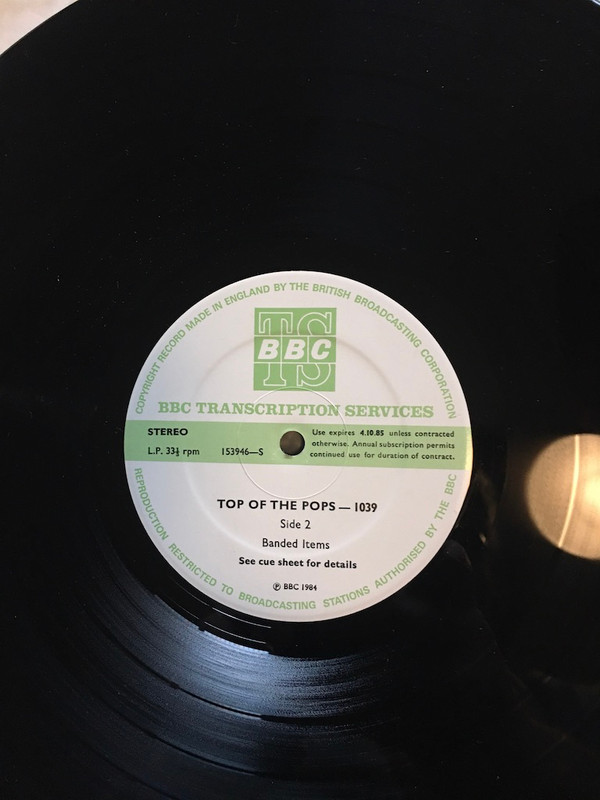 COPYRIGHT RECORD MADE IN ENGLAND BY THE BRITISH BROADCASTING CORPORATION
TS
BBC
BBC TRANSCRIPTION SERVICES
STEREO
L.P. 33⅓ rpm 153946—S
Use expires 4.10.85 unless contracted
otherwise. Annual subscription permits
continued use for duration of contract.
TOP OF THE POPS — 1039
Side 2
Banded Items
See cue sheet for details
℗ BBC 1984
REPRODUCTION RESTRICTED TO BROADCASTING STATIONS AUTHORISED BY THE BBC